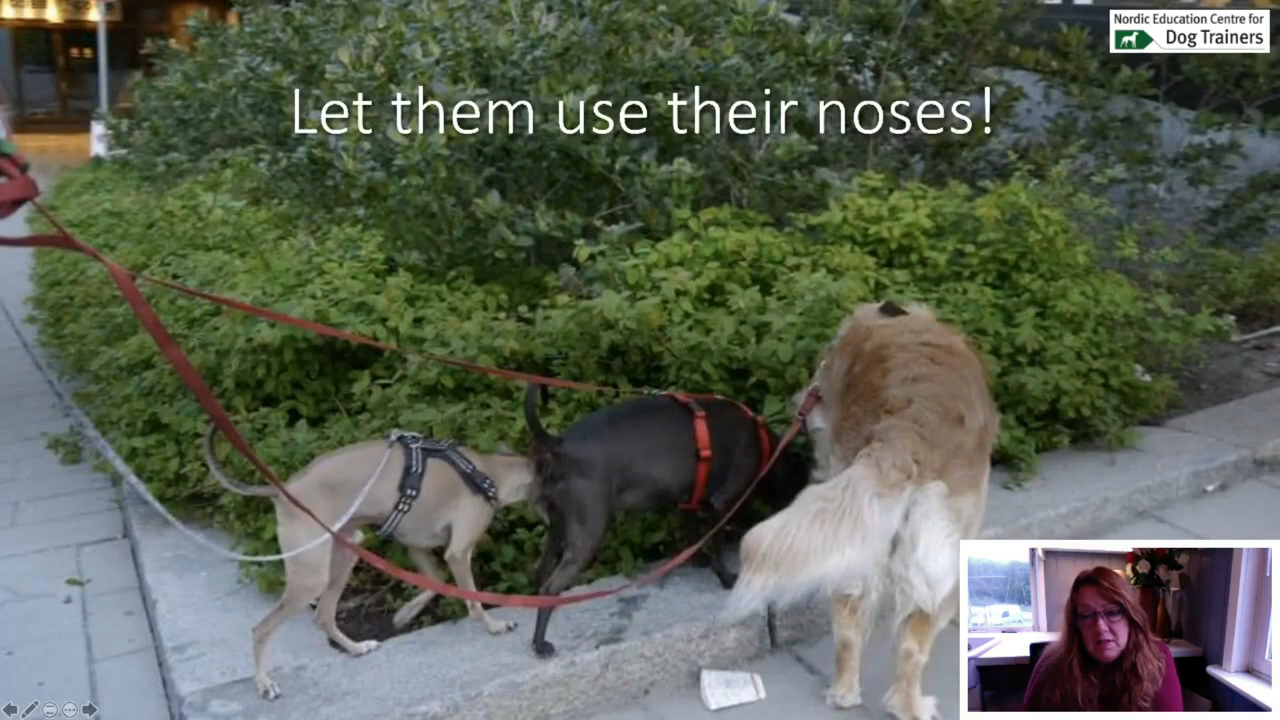 Nordic Education Centre for
Dog Trainers
Let them use their noses!